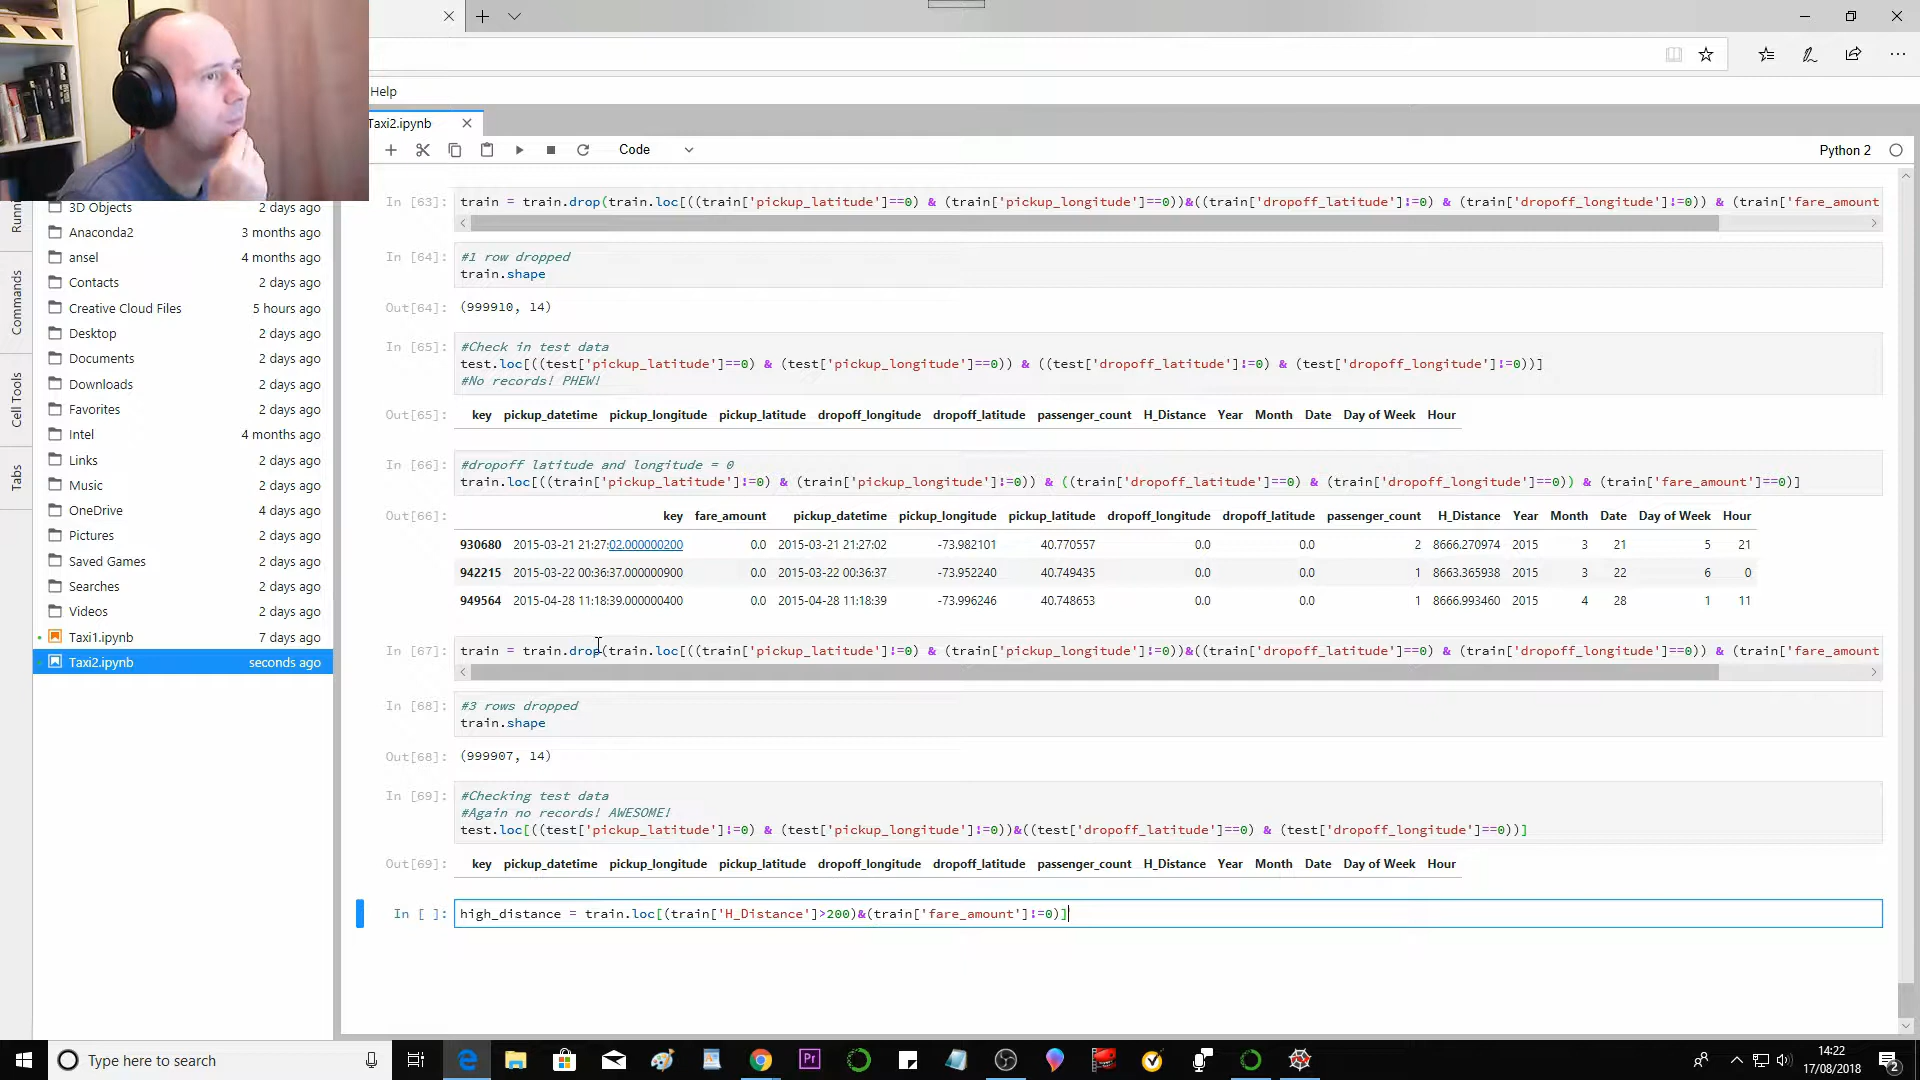 Help
Taxi2.ipynb
Code
Python 2
Commands
Cell Tools
Tabs
3D Objects 2 days ago
Anaconda2 3 months ago
ansel 4 months ago
Contacts 2 days ago
Creative Cloud Files 5 hours ago
Desktop 2 days ago
Documents 2 days ago
Downloads 2 days ago
Favorites 2 days ago
Intel 4 months ago
Links 2 days ago
Music 2 days ago
OneDrive 4 days ago
Pictures 2 days ago
Saved Games 2 days ago
Searches 2 days ago
Videos 2 days ago
Taxi1.ipynb 7 days ago
Taxi2.ipynb seconds ago
In [63]: train = train.drop(train.loc[((train['pickup_latitude']==0) & (train['pickup_longitude']==0))&((train['dropoff_latitude']!=0) & (train['dropoff_longitude']!=0)) & (train['fare_amount
In [64]: #1 row dropped
train.shape
Out[64]: (999910, 14)
In [65]: #Check in test data
test.loc[((test['pickup_latitude']==0) & (test['pickup_longitude']==0)) & ((test['dropoff_latitude']!=0) & (test['dropoff_longitude']!=0))]
#No records! PHEW!
Out[65]: key pickup_datetime pickup_longitude pickup_latitude dropoff_longitude dropoff_latitude passenger_count H_Distance Year Month Date Day of Week Hour
In [66]: #dropoff latitude and longitude = 0
train.loc[((train['pickup_latitude']!=0) & (train['pickup_longitude']!=0)) & ((train['dropoff_latitude']==0) & (train['dropoff_longitude']==0)) & (train['fare_amount']==0)]
Out[66]: key fare_amount pickup_datetime pickup_longitude pickup_latitude dropoff_longitude dropoff_latitude passenger_count H_Distance Year Month Date Day of Week Hour
930680 2015-03-21 21:27:02.000000200 0.0 2015-03-21 21:27:02 -73.982101 40.770557 0.0 0.0 2 8666.270974 2015 3 21 5 21
942215 2015-03-22 00:36:37.000000900 0.0 2015-03-22 00:36:37 -73.952240 40.749435 0.0 0.0 1 8663.365938 2015 3 22 6 0
949564 2015-04-28 11:18:39.000000400 0.0 2015-04-28 11:18:39 -73.996246 40.748653 0.0 0.0 1 8666.993460 2015 4 28 1 11
In [67]: train = train.drop(train.loc[((train['pickup_latitude']!=0) & (train['pickup_longitude']!=0))&((train['dropoff_latitude']==0) & (train['dropoff_longitude']==0)) & (train['fare_amount
In [68]: #3 rows dropped
train.shape
Out[68]: (999907, 14)
In [69]: #Checking test data
#Again no records! AWESOME!
test.loc[((test['pickup_latitude']!=0) & (test['pickup_longitude']!=0))&((test['dropoff_latitude']==0) & (test['dropoff_longitude']==0))]
Out[69]: key pickup_datetime pickup_longitude pickup_latitude dropoff_longitude dropoff_latitude passenger_count H_Distance Year Month Date Day of Week Hour
In [ ]: high_distance = train.loc[(train['H_Distance']>200)&(train['fare_amount']!=0)]
Type here to search
Pr
14:22
17/08/2018
2